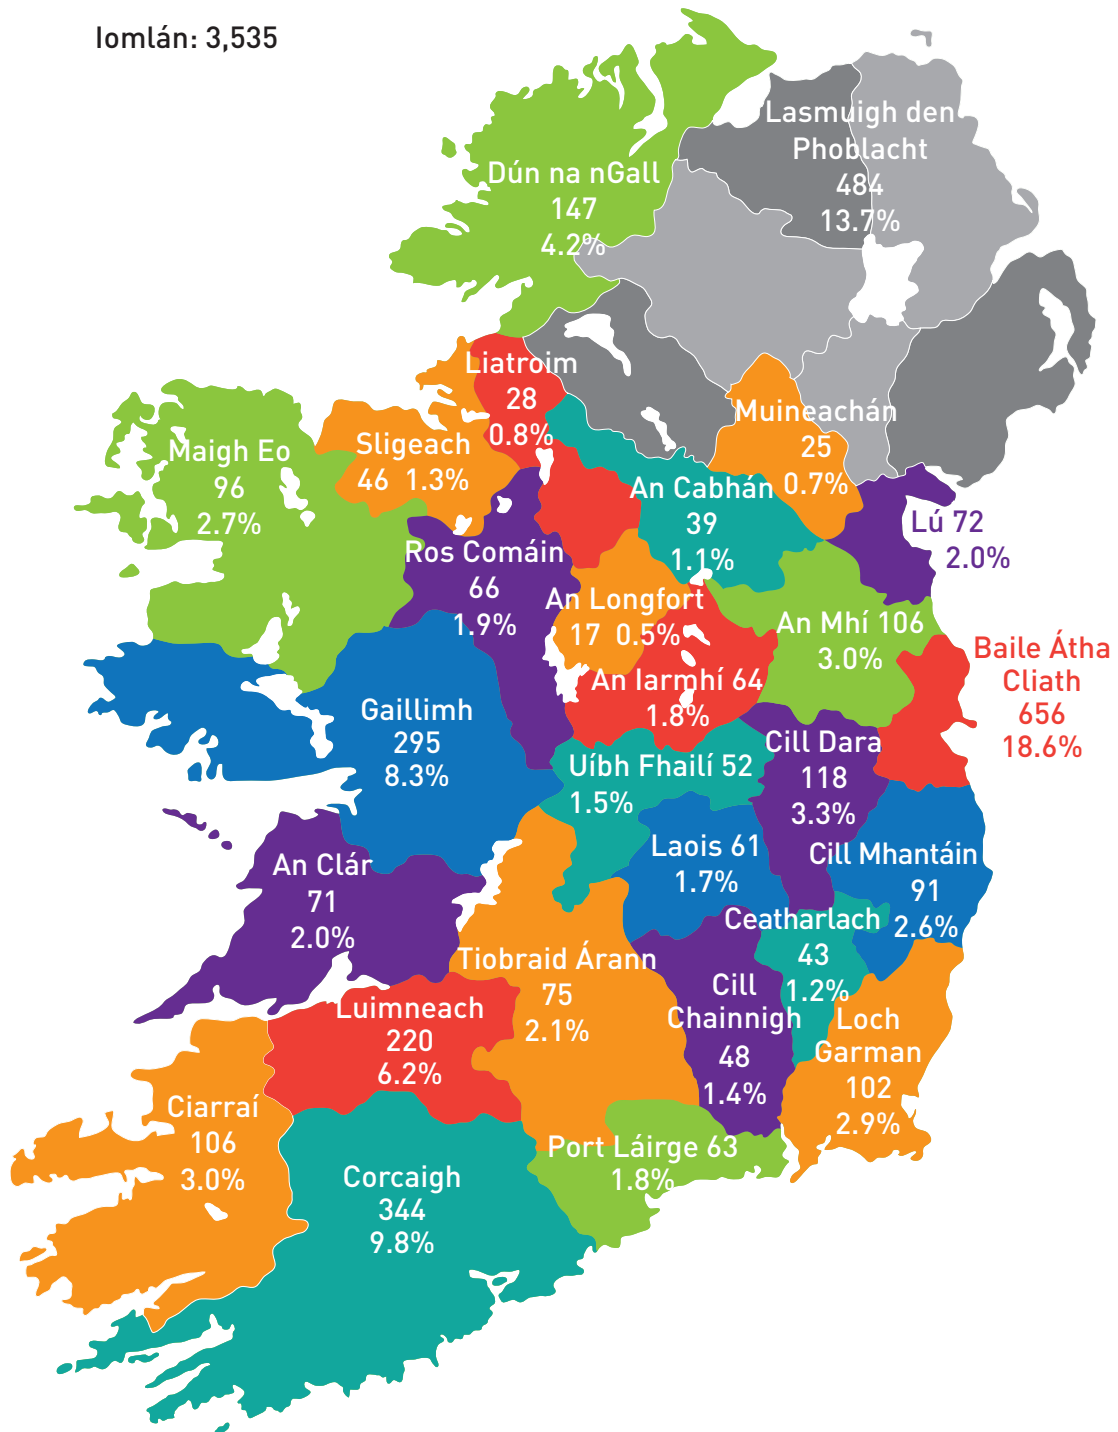 Iomlán: 3,535
Lasmuigh den
Phoblacht
484
13.7%
Dún na nGall
147
4.2%
Liatroim
28
0.8%
Muineachán
25
0.7%
Sligeach
46 1.3%
Maigh Eo
96
2.7%
An Cabhán
39
1.1%
Lú 72
2.0%
Ros Comáin
66
1.9%
An Longfort
17 0.5%
An Mhí 106
3.0%
Baile Átha
Cliath
656
18.6%
An Iarmhí 64
1.8%
Gaillimh
295
8.3%
Cill Dara
118
3.3%
Uíbh Fhailí 52
1.5%
Laois 61
1.7%
Cill Mhantáin
91
2.6%
An Clár
71
2.0%
Ceatharlach
43
1.2%
Tiobraid Árann
75
2.1%
Cill
Chainnigh
48
1.4%
Loch
Garman
102
2.9%
Luimneach
220
6.2%
Ciarraí
106
3.0%
Port Láirge 63
1.8%
Corcaigh
344
9.8%